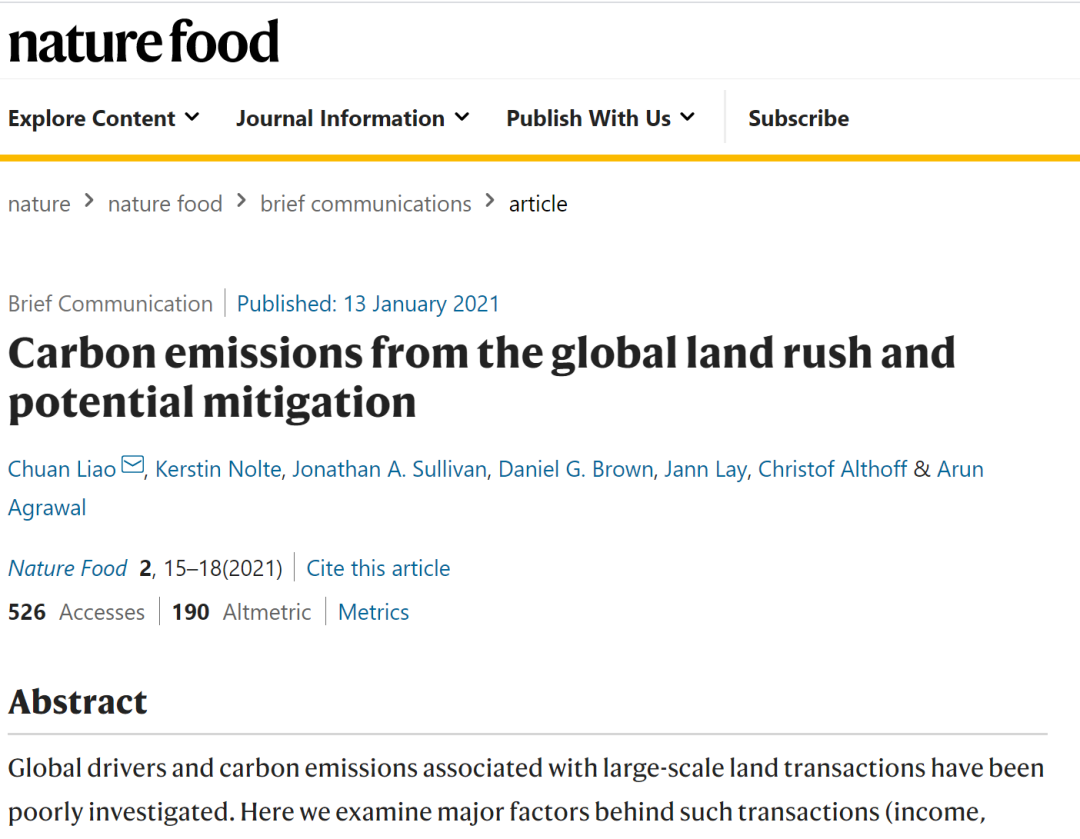 nature food
Explore Content Journal Information Publish With Us Subscribe
nature > nature food > brief communications > article
Brief Communication | Published: 13 January 2021
Carbon emissions from the global land rush and
potential mitigation
Chuan Liao, Kerstin Nolte, Jonathan A. Sullivan, Daniel G. Brown, Jann Lay, Christof Althoff & Arun
Agrawal
Nature Food 2, 15–18(2021) | Cite this article
526 Accesses | 190 Altmetric | Metrics
Abstract
Global drivers and carbon emissions associated with large-scale land transactions have been
poorly investigated. Here we examine major factors behind such transactions (income,